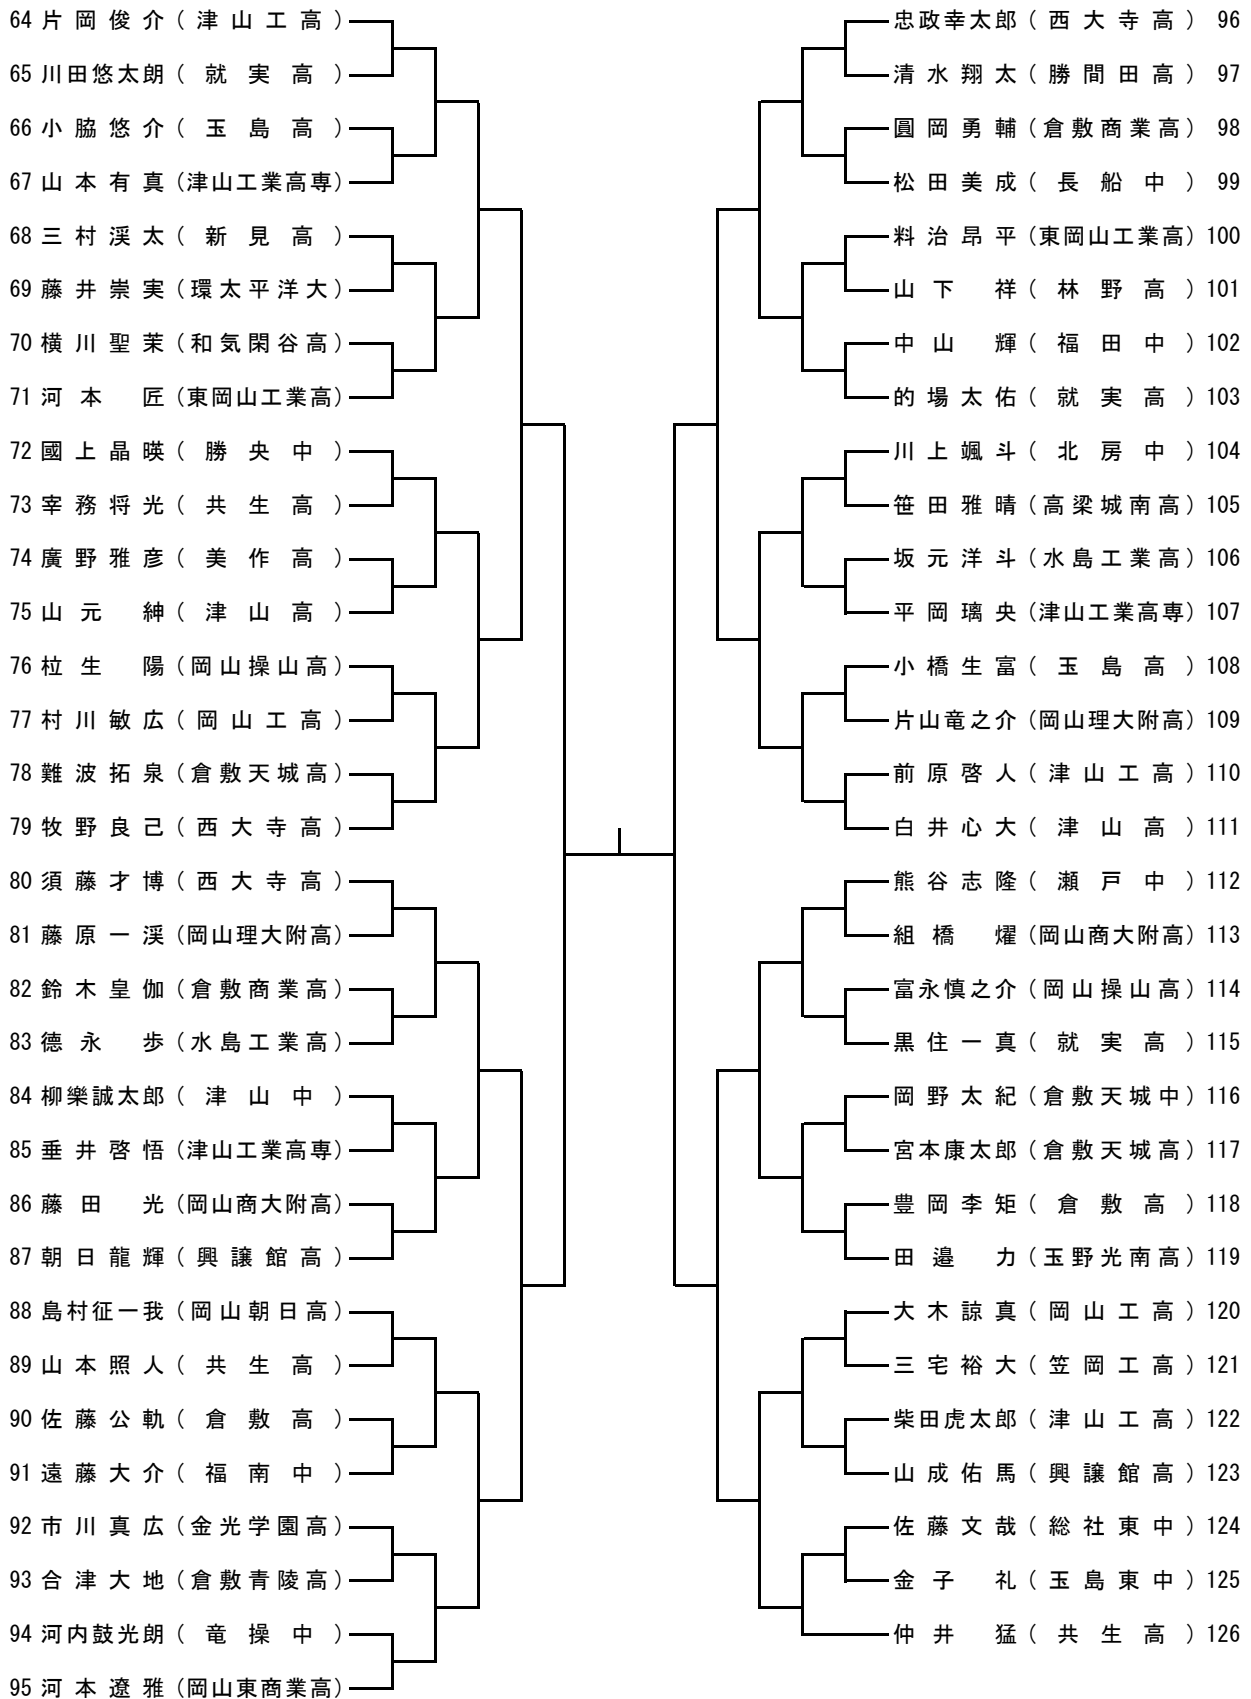 64 片岡俊介 (津山工高)
65 川田悠太朗 (就実高)
66 小脇悠介 (玉島高)
67 山本有真 (津山工業高専)
68 三村渓太 (新見高)
69 藤井崇実 (環太平洋大)
70 横川聖茉 (和気閑谷高)
71 河本匠 (東岡山工業高)
72 國上晶暎 (勝央中)
73 宰務将光 (共生高)
74 廣野雅彦 (美作高)
75 山元紳 (津山高)
76 柆生陽 (岡山操山高)
77 村川敏広 (岡山工高)
78 難波拓泉 (倉敷天城高)
79 牧野良己 (西大寺高)
80 須藤才博 (西大寺高)
81 藤原一渓 (岡山理大附高)
82 鈴木皇伽 (倉敷商業高)
83 德永歩 (水島工業高)
84 柳樂誠太郎 (津山中)
85 垂井啓悟 (津山工業高専)
86 藤田光 (岡山商大附高)
87 朝日龍輝 (興譲館高)
88 島村征一我 (岡山朝日高)
89 山本照人 (共生高)
90 佐藤公軌 (倉敷高)
91 遠藤大介 (福南中)
92 市川真広 (金光学園高)
93 合津大地 (倉敷青陵高)
94 河内鼓光朗 (竜操中)
95 河本遼雅 (岡山東商業高)
忠政幸太郎 (西大寺高) 96
清水翔太 (勝間田高) 97
圓岡勇輔 (倉敷商業高) 98
松田美成 (長船中) 99
料治昂平 (東岡山工業高) 100
山下祥 (林野高) 101
中山輝 (福田中) 102
的場太佑 (就実高) 103
川上颯斗 (北房中) 104
笹田雅晴 (高梁城南高) 105
坂元洋斗 (水島工業高) 106
平岡璃央 (津山工業高専) 107
小橋生富 (玉島高) 108
片山竜之介 (岡山理大附高) 109
前原啓人 (津山工高) 110
白井心大 (津山高) 111
熊谷志隆 (瀬戸中) 112
組橋燿 (岡山商大附高) 113
富永慎之介 (岡山操山高) 114
黒住一真 (就実高) 115
岡野太紀 (倉敷天城中) 116
宮本康太郎 (倉敷天城高) 117
豊岡李矩 (倉敷高) 118
田邉力 (玉野光南高) 119
大木諒真 (岡山工高) 120
三宅裕大 (笠岡工高) 121
柴田虎太郎 (津山工高) 122
山成佑馬 (興譲館高) 123
佐藤文哉 (総社東中) 124
金子礼 (玉島東中) 125
仲井猛 (共生高) 126